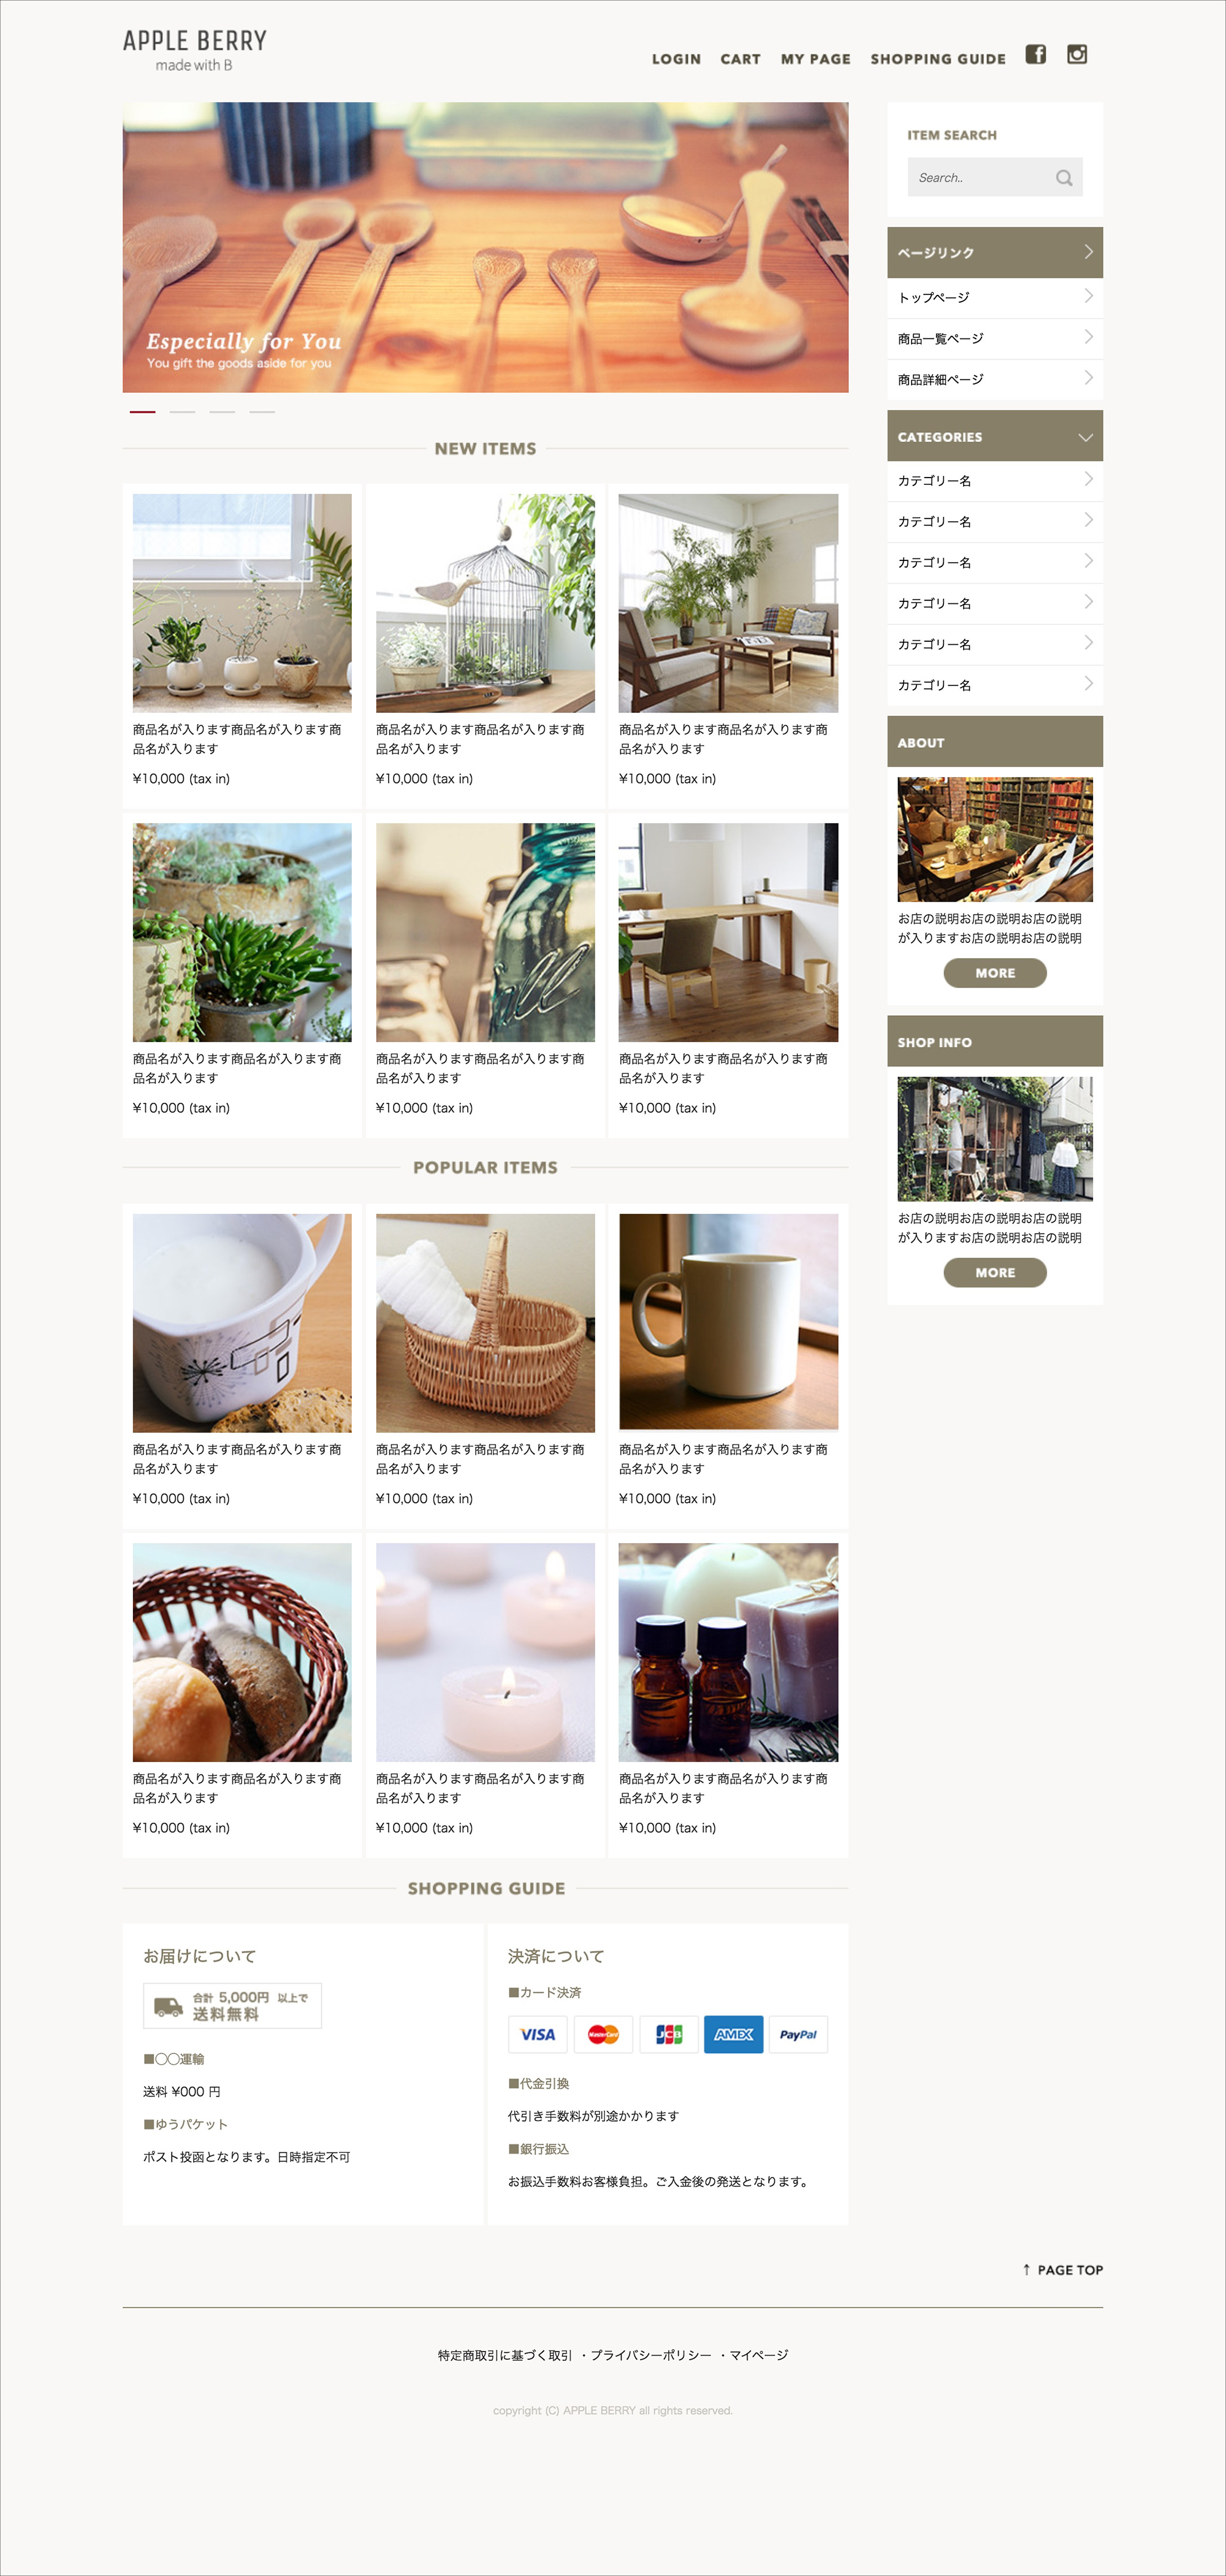 APPLE BERRY
made with B
LOGIN CART MY PAGE SHOPPING GUIDE
Especially for You
You gift the goods aside for you
NEW ITEMS
商品名が入ります商品名が入ります商
品名が入ります
¥10,000 (tax in)
商品名が入ります商品名が入ります商
品名が入ります
¥10,000 (tax in)
商品名が入ります商品名が入ります商
品名が入ります
¥10,000 (tax in)
商品名が入ります商品名が入ります商
品名が入ります
¥10,000 (tax in)
商品名が入ります商品名が入ります商
品名が入ります
¥10,000 (tax in)
商品名が入ります商品名が入ります商
品名が入ります
¥10,000 (tax in)
POPULAR ITEMS
商品名が入ります商品名が入ります商
品名が入ります
¥10,000 (tax in)
商品名が入ります商品名が入ります商
品名が入ります
¥10,000 (tax in)
商品名が入ります商品名が入ります商
品名が入ります
¥10,000 (tax in)
商品名が入ります商品名が入ります商
品名が入ります
¥10,000 (tax in)
商品名が入ります商品名が入ります商
品名が入ります
¥10,000 (tax in)
商品名が入ります商品名が入ります商
品名が入ります
¥10,000 (tax in)
SHOPPING GUIDE
お届けについて
合計 5,000円 以上で
送料無料
■〇〇運輸
送料 ¥000 円
■ゆうパケット
ポスト投函となります。日時指定不可
決済について
■カード決済
VISA MasterCard JCB AMEX PayPal
■代金引換
代引き手数料が別途かかります
■銀行振込
お振込手数料お客様負担。ご入金後の発送となります。
ITEM SEARCH
Search..
ページリンク
トップページ
商品一覧ページ
商品詳細ページ
CATEGORIES
カテゴリー名
カテゴリー名
カテゴリー名
カテゴリー名
カテゴリー名
カテゴリー名
ABOUT
お店の説明お店の説明お店の説明
が入りますお店の説明お店の説明
MORE
SHOP INFO
お店の説明お店の説明お店の説明
が入りますお店の説明お店の説明
MORE
↑ PAGE TOP
特定商取引に基づく取引 ・プライバシーポリシー ・マイページ
copyright (C) APPLE BERRY all rights reserved.